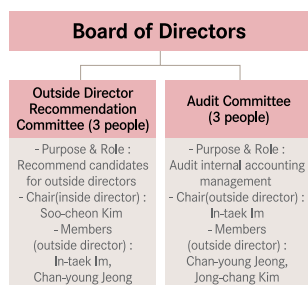 Board of Directors
Outside Director
Recommendation
Committee (3 people)
- Purpose & Role :
Recommend candidates
for outside directors
- Chair(inside director) :
Soo-cheon Kim
- Members
(outside director) :
In-taek Im,
Chan-young Jeong
Audit Committee
(3 people)
- Purpose & Role :
Audit internal accounting
management
- Chair(outside director) :
In-taek Im
- Members
(outside director) :
Chan-young Jeong,
Jong-chang Kim